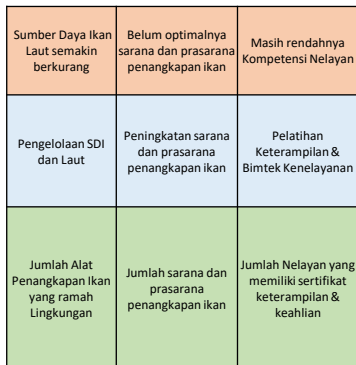 Sumber Daya Ikan
Laut semakin
berkurang
Belum optimalnya
sarana dan prasarana
penangkapan ikan
Masih rendahnya
Kompetensi Nelayan
Pengelolaan SDI
dan Laut
Peningkatan sarana
dan prasarana
penangkapan ikan
Pelatihan
Keterampilan &
Bimtek Kenelayanan
Jumlah Alat
Penangkapan Ikan
yang ramah
Lingkungan
Jumlah sarana dan
prasarana
penangkapan ikan
Jumlah Nelayan yang
memiliki sertifikat
keterampilan &
keahlian